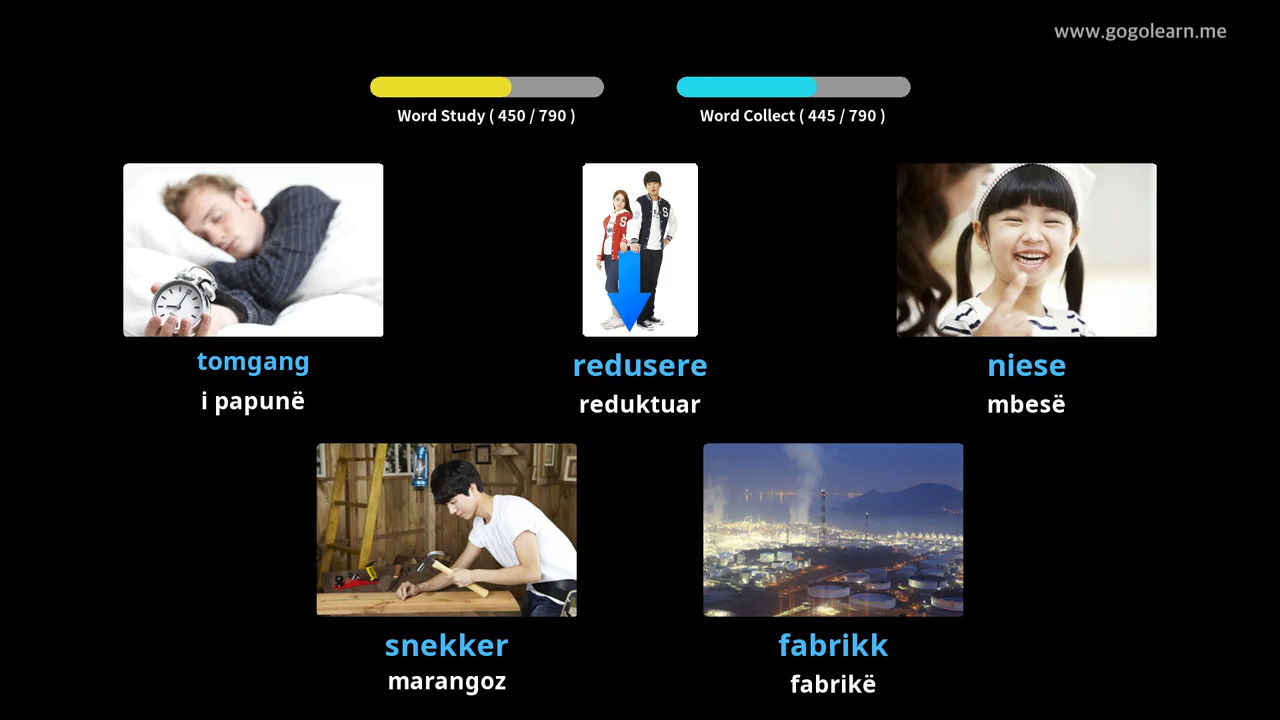 www.gogolearn.me
Word Study ( 450 / 790 )
Word Collect ( 445 / 790 )
tomgang
i papunë
redusere
reduktuar
niese
mbesë
snekker
marangoz
fabrikk
fabrikë